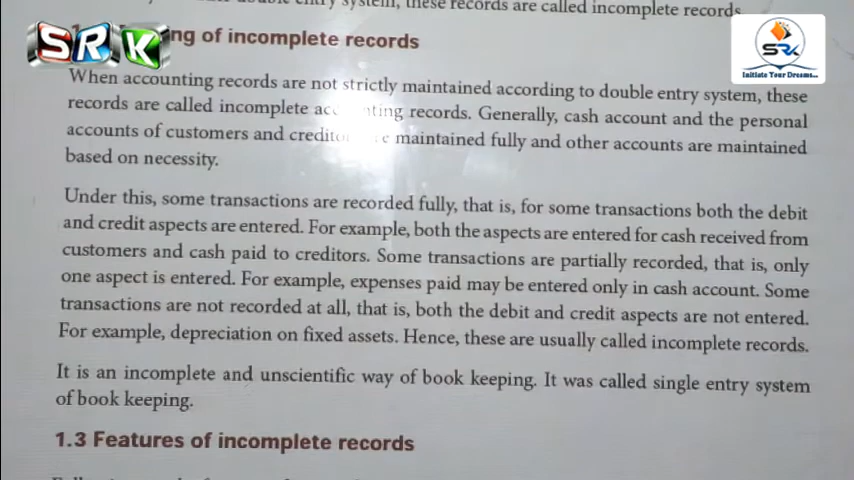 entry system, these records are called incomplete records.
SRK
ng of incomplete records
SRK
Initiate Your Dreams...
When accounting records are not strictly maintained according to double entry system, these
records are called incomplete accounting records. Generally, cash account and the personal
accounts of customers and creditors are maintained fully and other accounts are maintained
based on necessity.
Under this, some transactions are recorded fully, that is, for some transactions both the debit
and credit aspects are entered. For example, both the aspects are entered for cash received from
customers and cash paid to creditors. Some transactions are partially recorded, that is, only
one aspect is entered. For example, expenses paid may be entered only in cash account. Some
transactions are not recorded at all, that is, both the debit and credit aspects are not entered.
For example, depreciation on fixed assets. Hence, these are usually called incomplete records.
It is an incomplete and unscientific way of book keeping. It was called single entry system
of book keeping.
1.3 Features of incomplete records